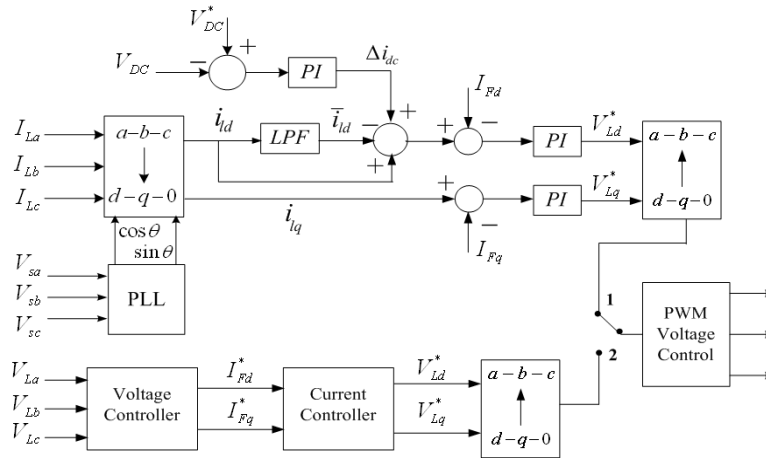 V*DC
VDC − + PI Δidc
ILa
ILb
ILc
a−b−c
d−q−0
ild
LPF
i̅ld
−
+
+
+
IFd
−
PI
V*Ld
a−b−c
d−q−0
ilq
+
−
IFq
PI
V*Lq
cosθ
sinθ
Vsa
Vsb
Vsc
PLL
1
2
PWM
Voltage
Control
VLa
VLb
VLc
Voltage
Controller
I*Fd
I*Fq
Current
Controller
V*Ld
V*Lq
a−b−c
d−q−0